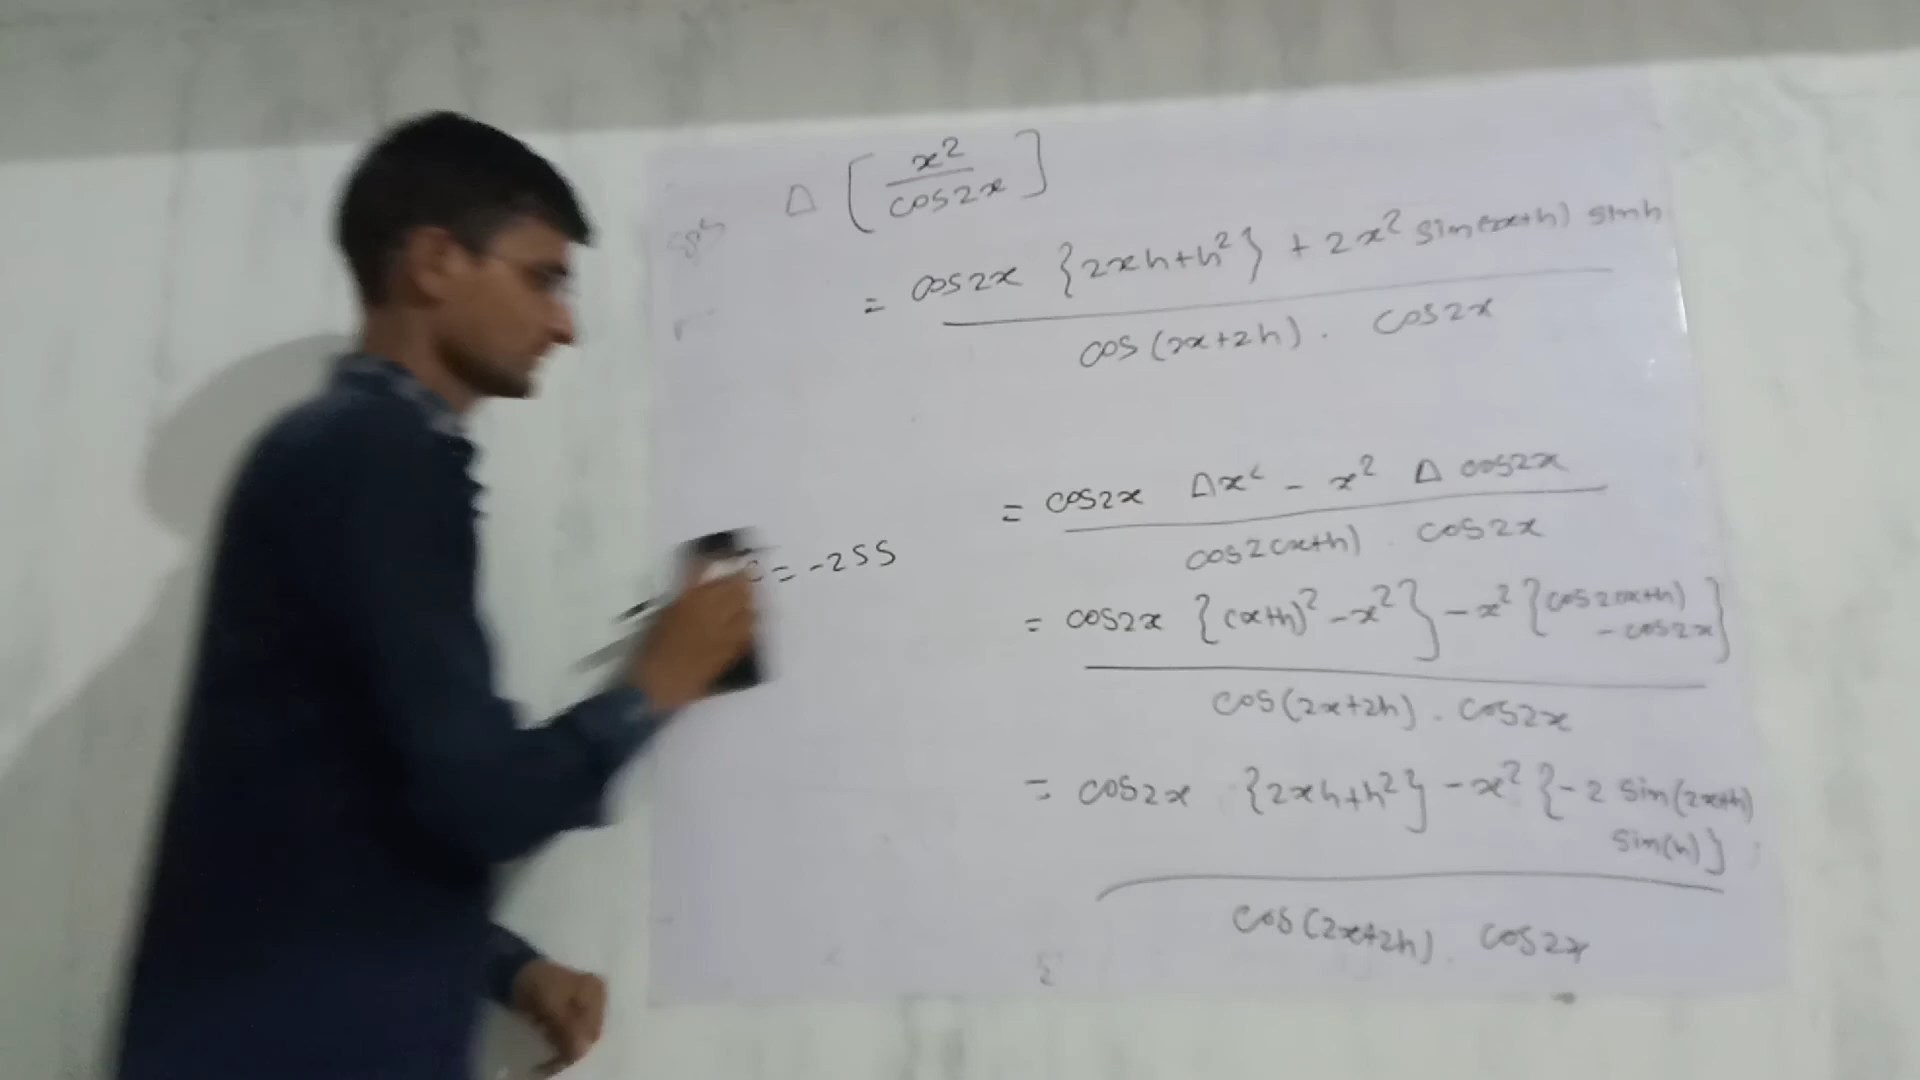 Δ [ x² / cos2x ]
= cos2x {2xh+h²} + 2x² sin(2x+h) sinh
cos(2x+2h) . cos2x
= cos2x Δx² - x² Δ cos2x
cos2(x+h) . cos2x
C = -2SS
= cos2x {(x+h)² - x²} - x² {cos2(x+h) - cos2x}
cos(2x+2h) . cos2x
= cos2x {2xh+h²} - x² {-2 sin(2x+h)
sin(h)}
cos(2x+2h) . cos2x